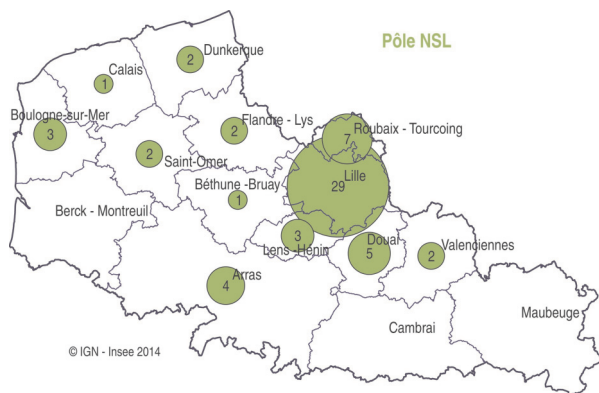 Pôle NSL
Dunkerque
2
Calais
1
Boulogne-sur-Mer
3
Flandre - Lys
2
Roubaix - Tourcoing
7
Saint-Omer
2
Lille
29
Béthune -Bruay
1
Berck - Montreuil
3
Lens -Hénin
Douai
5
Valenciennes
2
Arras
4
Maubeuge
Cambrai
© IGN - Insee 2014